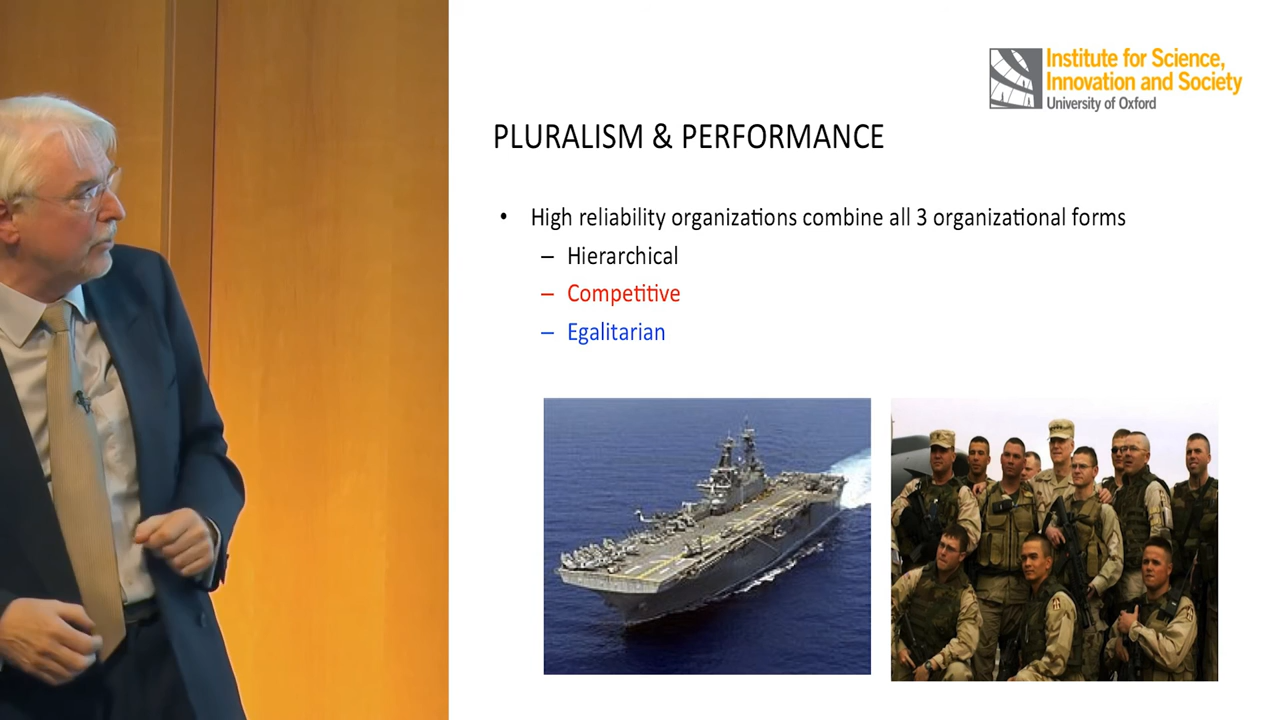 Institute for Science,
Innovation and Society
University of Oxford
PLURALISM & PERFORMANCE
• High reliability organizations combine all 3 organizational forms
– Hierarchical
– Competitive
– Egalitarian